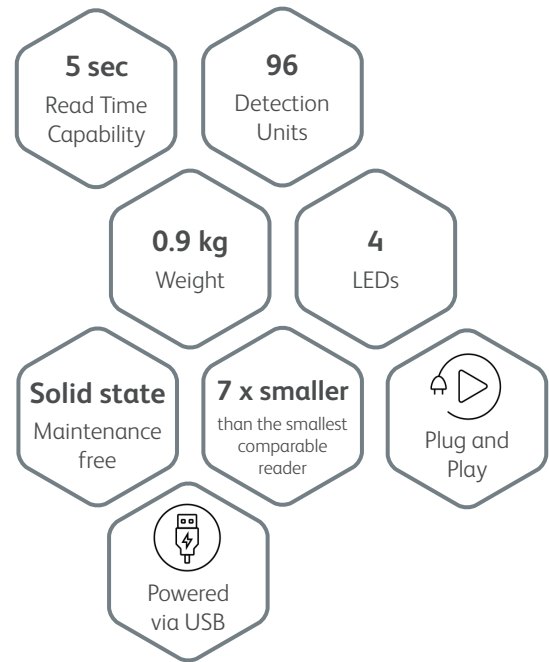 5 sec
Read Time
Capability
96
Detection
Units
0.9 kg
Weight
4
LEDs
Solid state
Maintenance
free
7 x smaller
than the smallest
comparable
reader
Plug and
Play
Powered
via USB